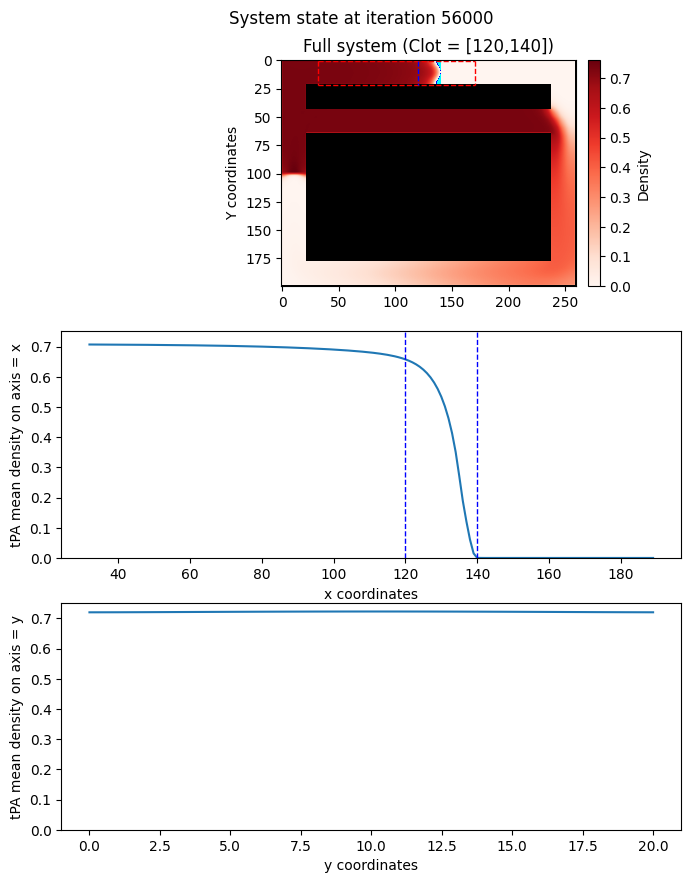 System state at iteration 56000
Full system (Clot = [120,140])
0
25
50
75
100
125
150
175
Y coordinates
0 50 100 150 200 250
0.7
0.6
0.5
0.4
0.3
0.2
0.1
0.0
Density
0.7
0.6
0.5
0.4
0.3
0.2
0.1
0.0
tPA mean density on axis = x
40 60 80 100 120 140 160 180
x coordinates
0.7
0.6
0.5
0.4
0.3
0.2
0.1
0.0
tPA mean density on axis = y
0.0 2.5 5.0 7.5 10.0 12.5 15.0 17.5 20.0
y coordinates